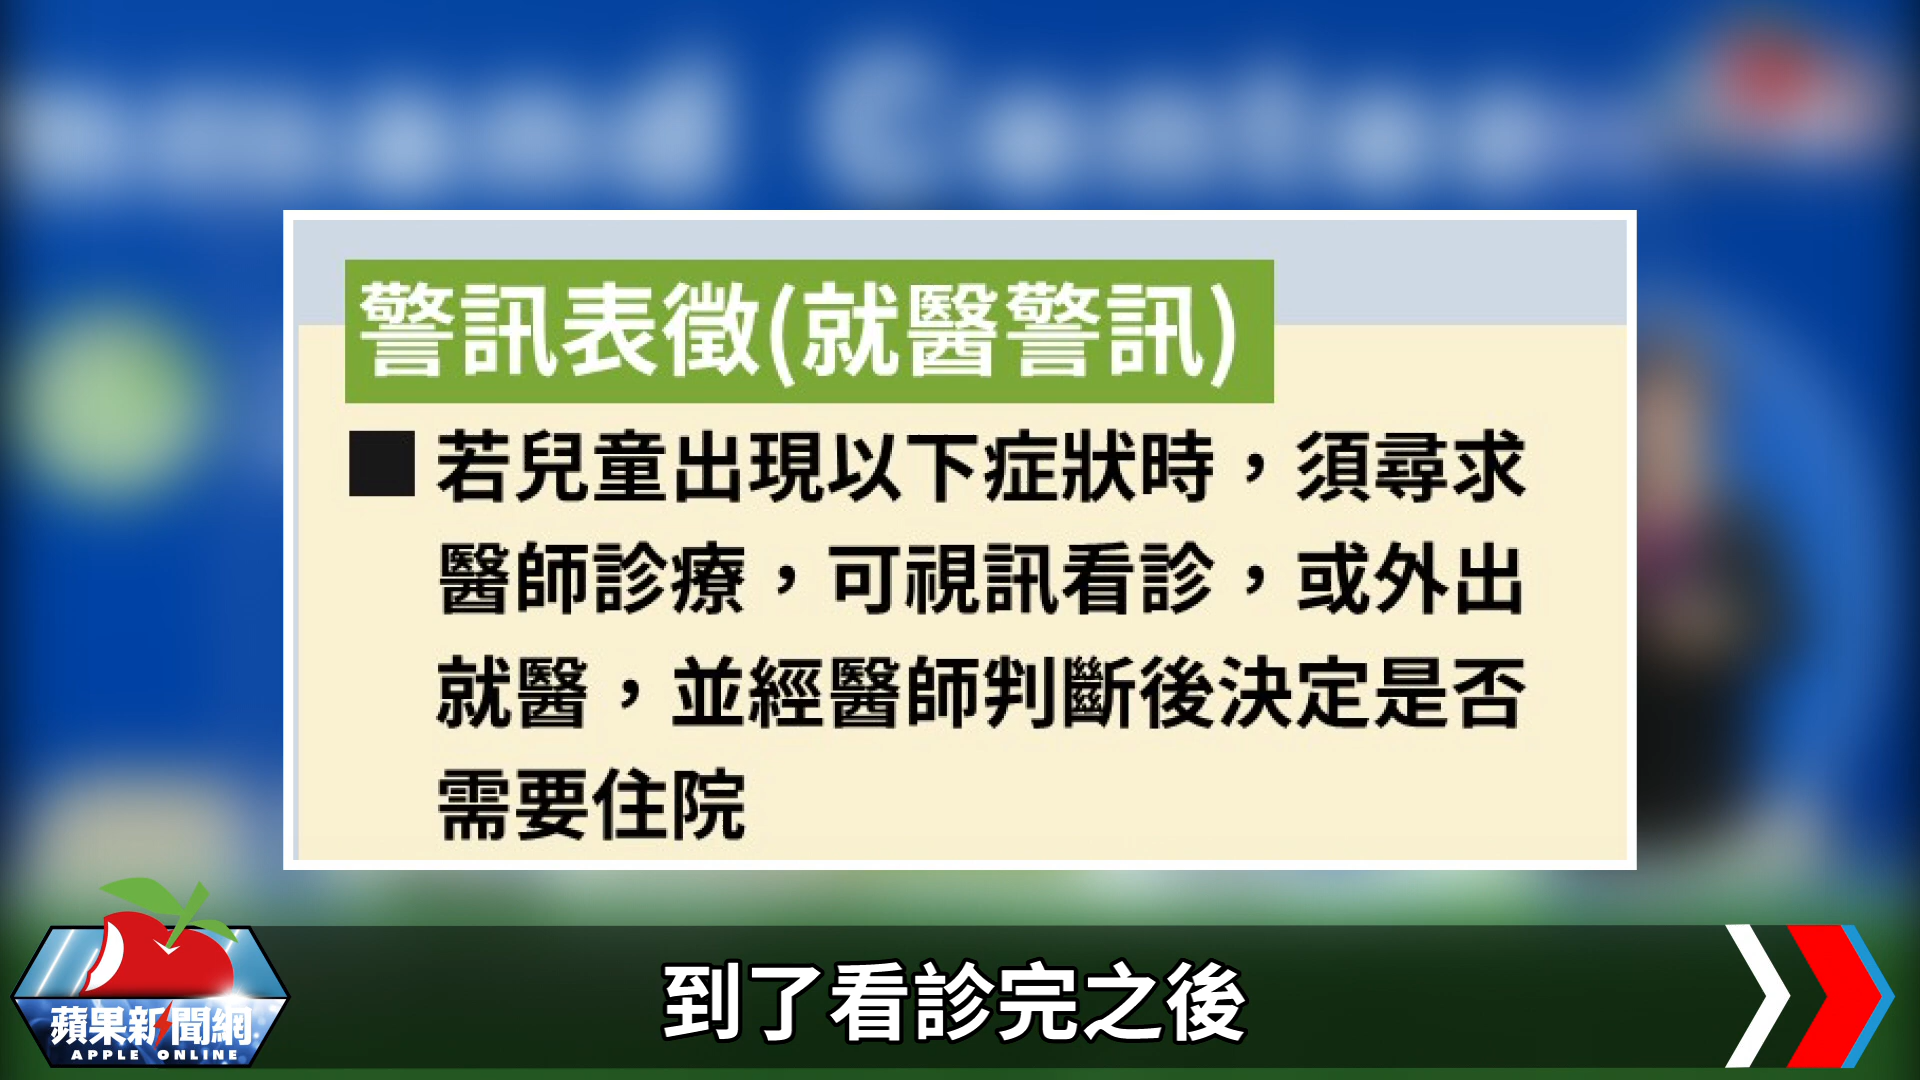 警訊表徵(就醫警訊)
■ 若兒童出現以下症狀時，須尋求
醫師診療，可視訊看診，或外出
就醫，並經醫師判斷後決定是否
需要住院
到了看診完之後
蘋果新聞網
APPLE ONLINE